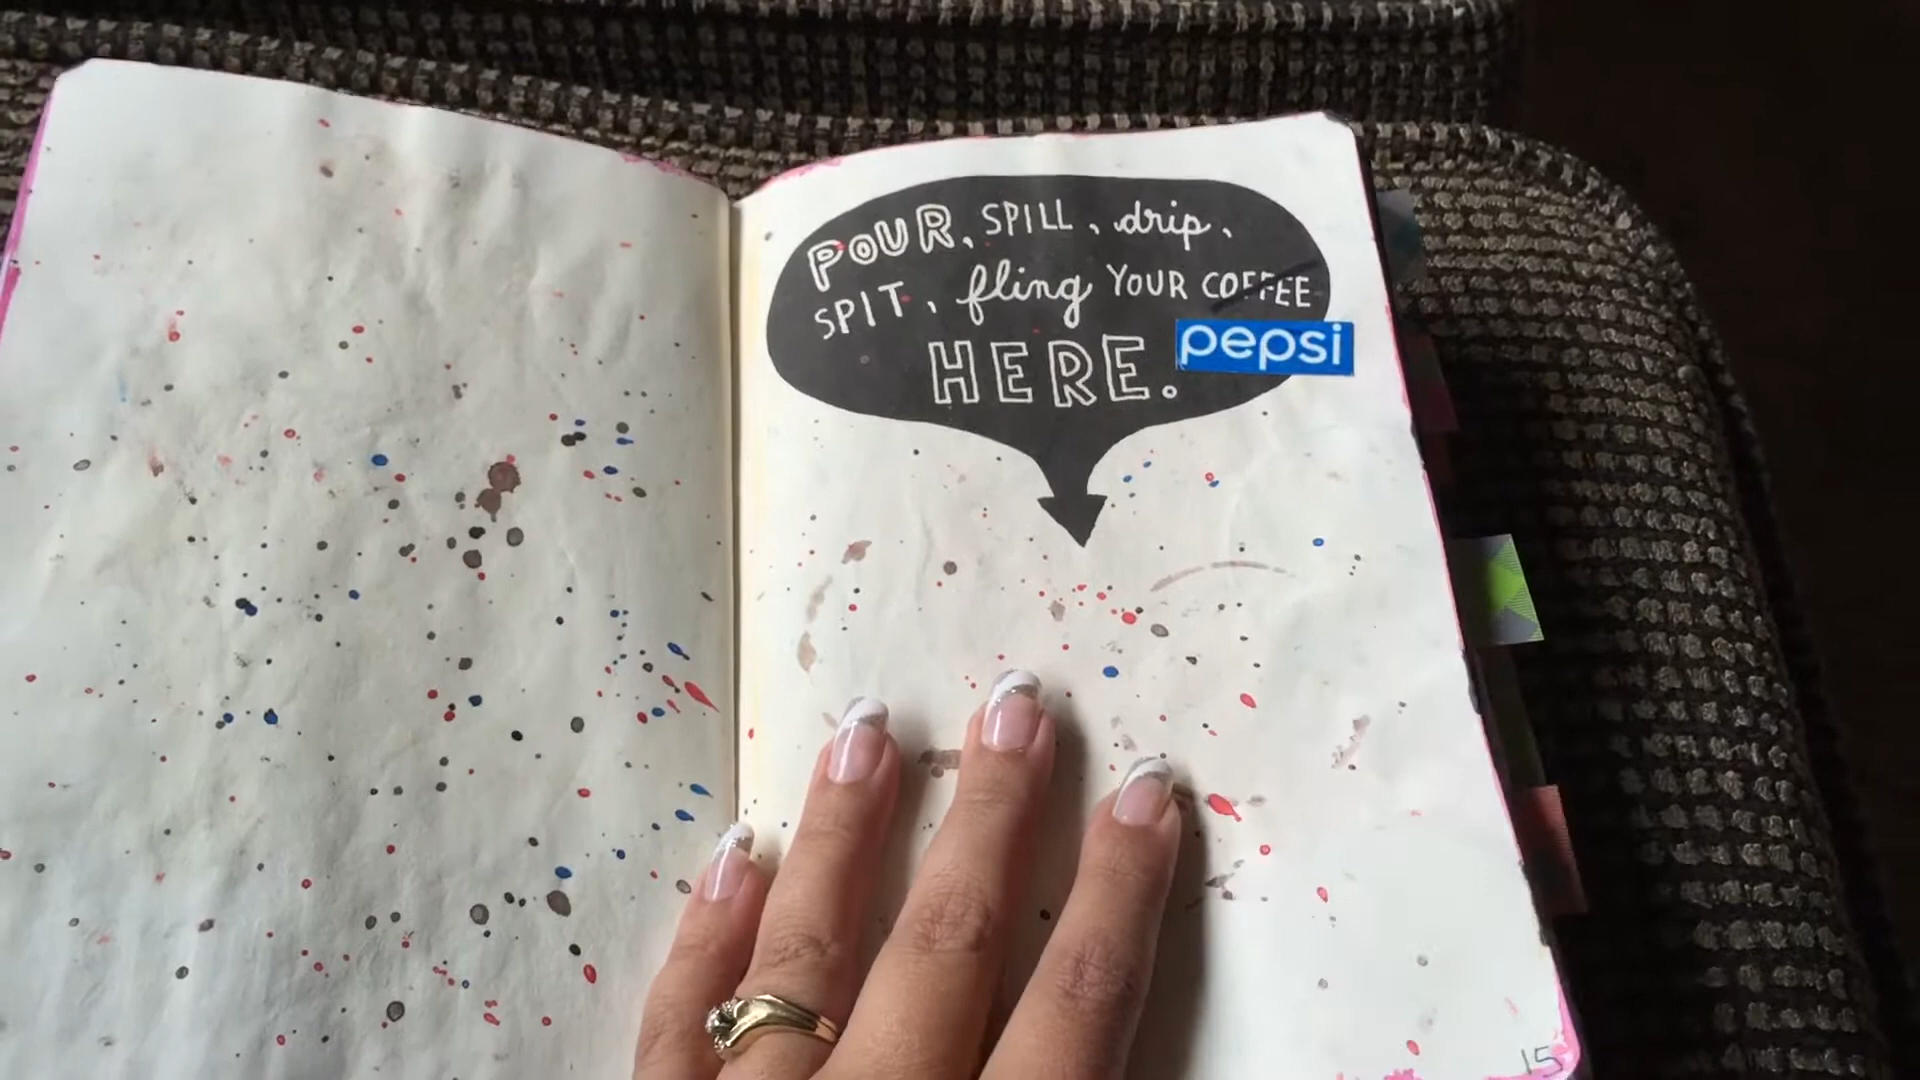 POUR, SPILL, drip,
SPIT, fling YOUR COFFEE
pepsi
HERE.
15